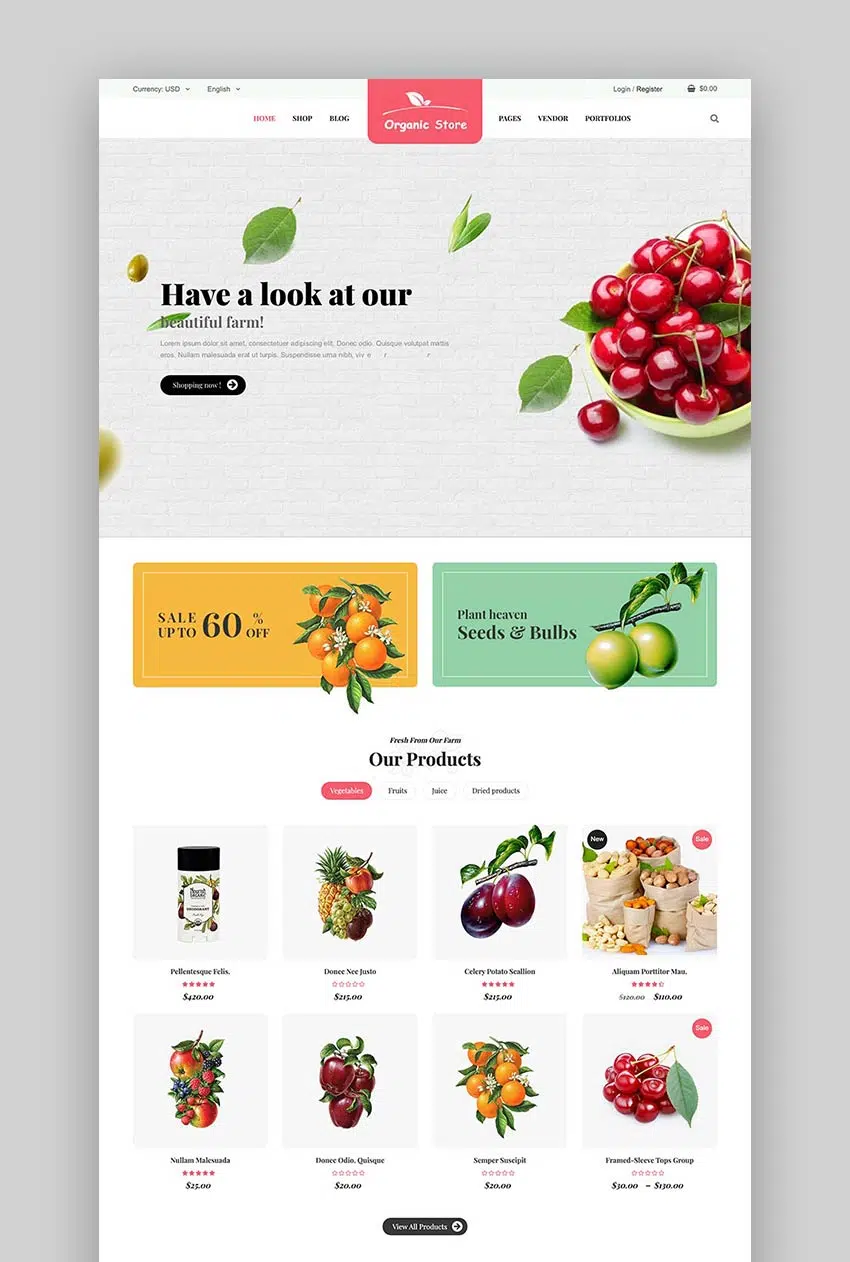 Currency: USD English Login / Register $0.00
HOME SHOP BLOG Organic Store PAGES VENDOR PORTFOLIOS
Have a look at our
beautiful farm!
Lorem ipsum dolor sit amet, consectetuer adipiscing elit. Donec odio. Quisque volutpat mattis
eros. Nullam malesuada erat ut turpis. Suspendisse urna nibh, viv e r r
Shopping now !
SALE
UP TO 60 %
OFF
Plant heaven
Seeds & Bulbs
Fresh From Our Farm
Our Products
Vegetables Fruits Juice Dried products
New Sale
ORGANIC
DEODORANT
Pellentesque Felis. Donec Nec Justo Celery Potato Scallion Aliquam Porttitor Mau.
$420.00 $215.00 $215.00 $120.00 $110.00
Sale
Nullam Malesuada Donec Odio, Quisque Semper Suscipit Framed-Sleeve Tops Group
$25.00 $20.00 $20.00 $30.00 – $130.00
View All Products